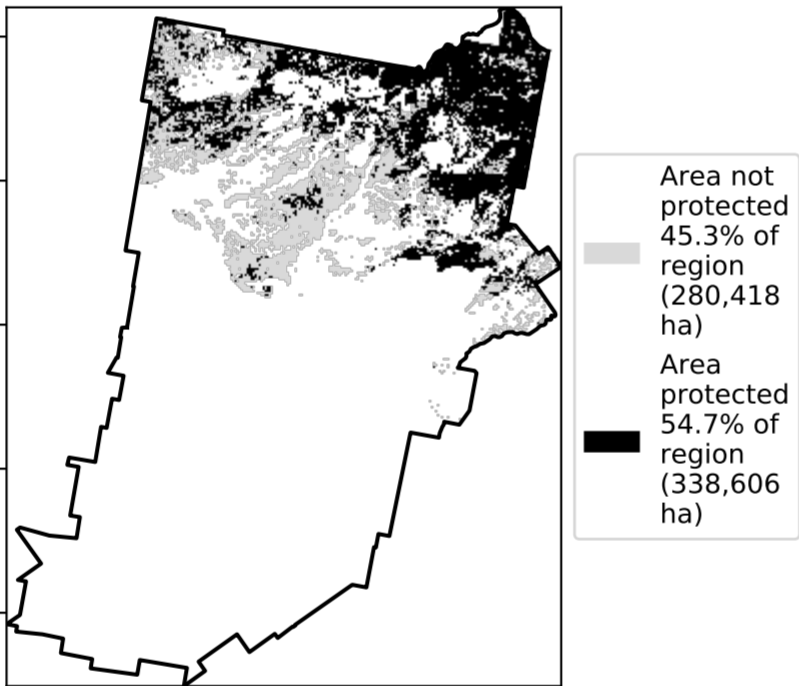 Area not
protected
45.3% of
region
(280,418
ha)
Area
protected
54.7% of
region
(338,606
ha)